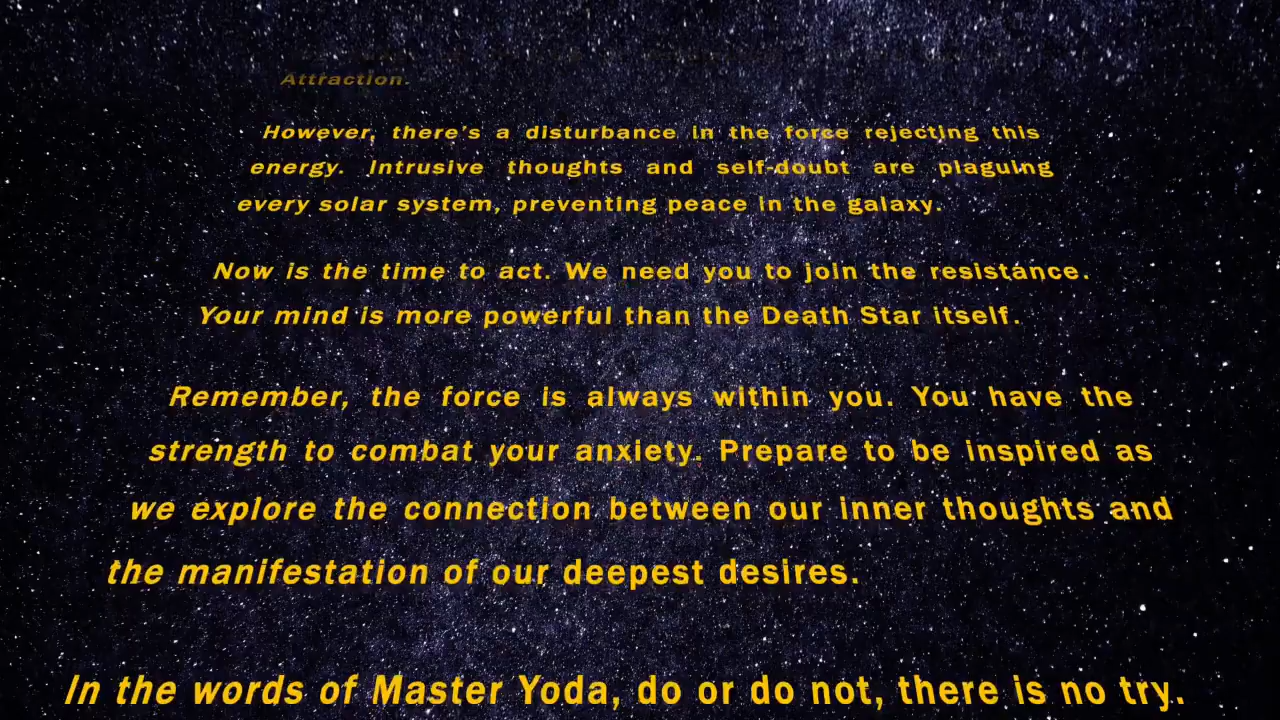 Attraction.
However, there's a disturbance in the force rejecting this
energy. Intrusive thoughts and self-doubt are plaguing
every solar system, preventing peace in the galaxy.
Now is the time to act. We need you to join the resistance.
Your mind is more powerful than the Death Star itself.
Remember, the force is always within you. You have the
strength to combat your anxiety. Prepare to be inspired as
we explore the connection between our inner thoughts and
the manifestation of our deepest desires.
In the words of Master Yoda, do or do not, there is no try.